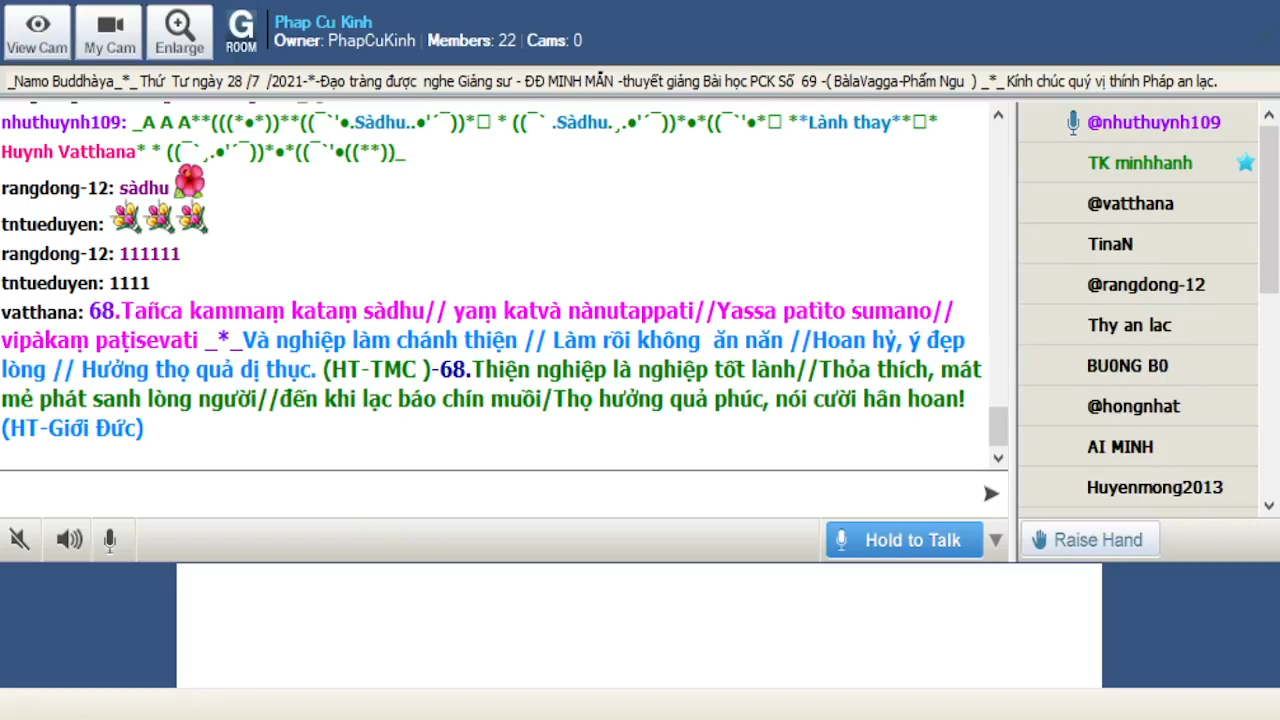 View Cam
My Cam
Enlarge
G
ROOM
Phap Cu Kinh
Owner: PhapCuKinh | Members: 22 | Cams: 0
_Namo Buddhàya_*_Thứ Tư ngày 28 /7 /2021-*-Đạo tràng được nghe Giảng sư - ĐĐ MINH MẪN -thuyết giảng Bài học PCK Số 69 -( BàlaVagga-Phẩm Ngu ) _*_Kính chúc quý vị thính Pháp an lạc.
nhuthuynh109: _A A A**(((*●*))**((¯`'●.Sàdhu..●'´¯))*□ * ((¯` .Sàdhu.¸.●'´¯))*●*((¯`'●*□ **Lành thay**□*
Huynh Vatthana* * ((¯`¸.●'´¯))*●*((¯`'●((**))_
rangdong-12: sàdhu
tntueduyen:
rangdong-12: 111111
tntueduyen: 1111
vatthana: 68.Tañca kammaṃ kataṃ sàdhu// yaṃ katvà nànutappati//Yassa patìto sumano//
vipàkaṃ paṭisevati _*_Và nghiệp làm chánh thiện // Làm rồi không ăn năn //Hoan hỷ, ý đẹp
lòng // Hưởng thọ quả dị thục. (HT-TMC )-68.Thiện nghiệp là nghiệp tốt lành//Thỏa thích, mát
mẻ phát sanh lòng người//đến khi lạc báo chín muồi/Thọ hưởng quả phúc, nói cười hân hoan!
(HT-Giới Đức)
@nhuthuynh109
TK minhhanh
@vatthana
TinaN
@rangdong-12
Thy an lac
BU0NG B0
@hongnhat
AI MINH
Huyenmong2013
Hold to Talk
Raise Hand